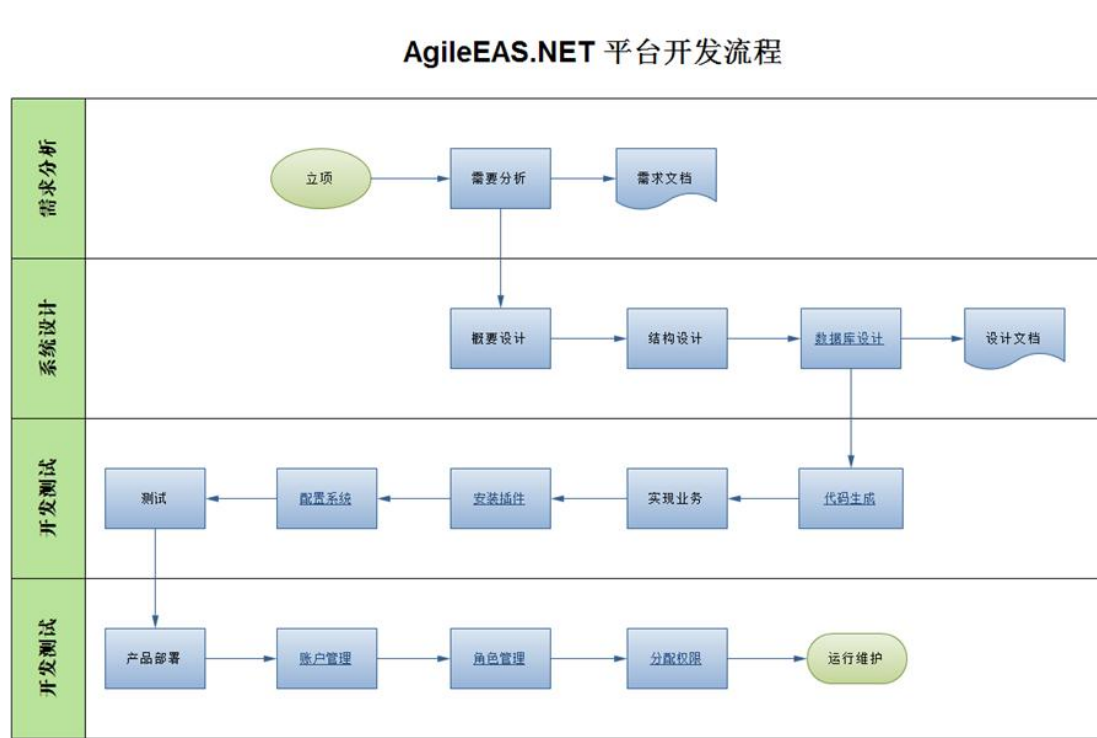 AgileEAS.NET 平台开发流程
需求分析
立项
需要分析
需求文档
系统设计
概要设计
结构设计
数据库设计
设计文档
开发测试
测试
配置系统
安装插件
实现业务
代码生成
开发测试
产品部署
账户管理
角色管理
分配权限
运行维护